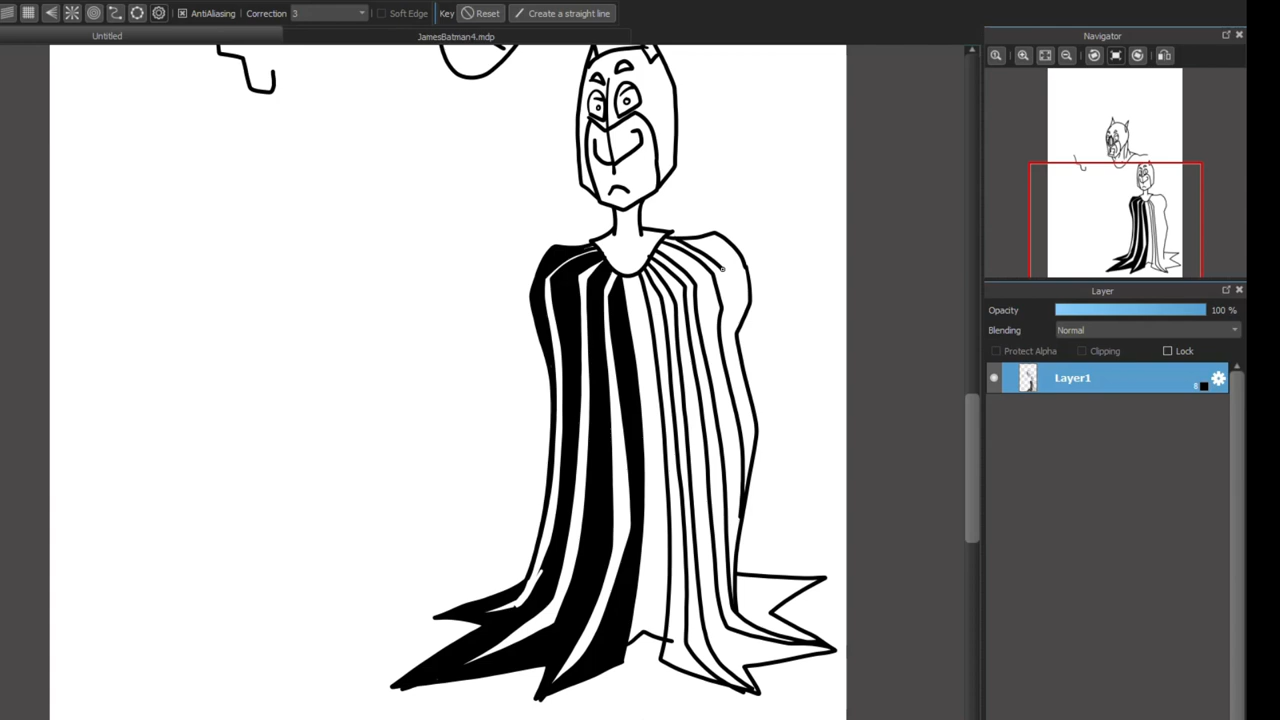 AntiAliasing Correction 3 Soft Edge Key Reset Create a straight line
Untitled JamesBatman4.mdp
Navigator
Layer
Opacity 100 %
Blending Normal
Protect Alpha Clipping Lock
Layer1
8